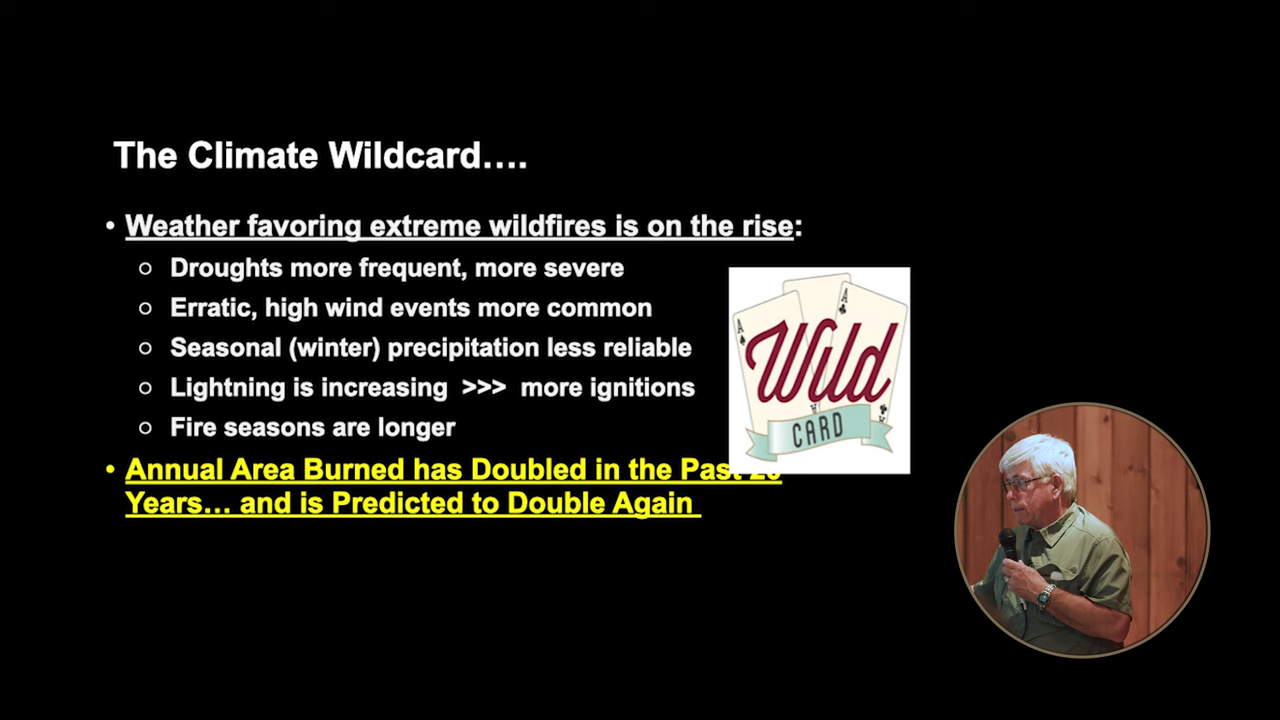 The Climate Wildcard....
• Weather favoring extreme wildfires is on the rise:
○ Droughts more frequent, more severe
○ Erratic, high wind events more common
○ Seasonal (winter) precipitation less reliable
○ Lightning is increasing >>> more ignitions
○ Fire seasons are longer
• Annual Area Burned has Doubled in the Past
Years... and is Predicted to Double Again
A
A
Wild
A
A
CARD